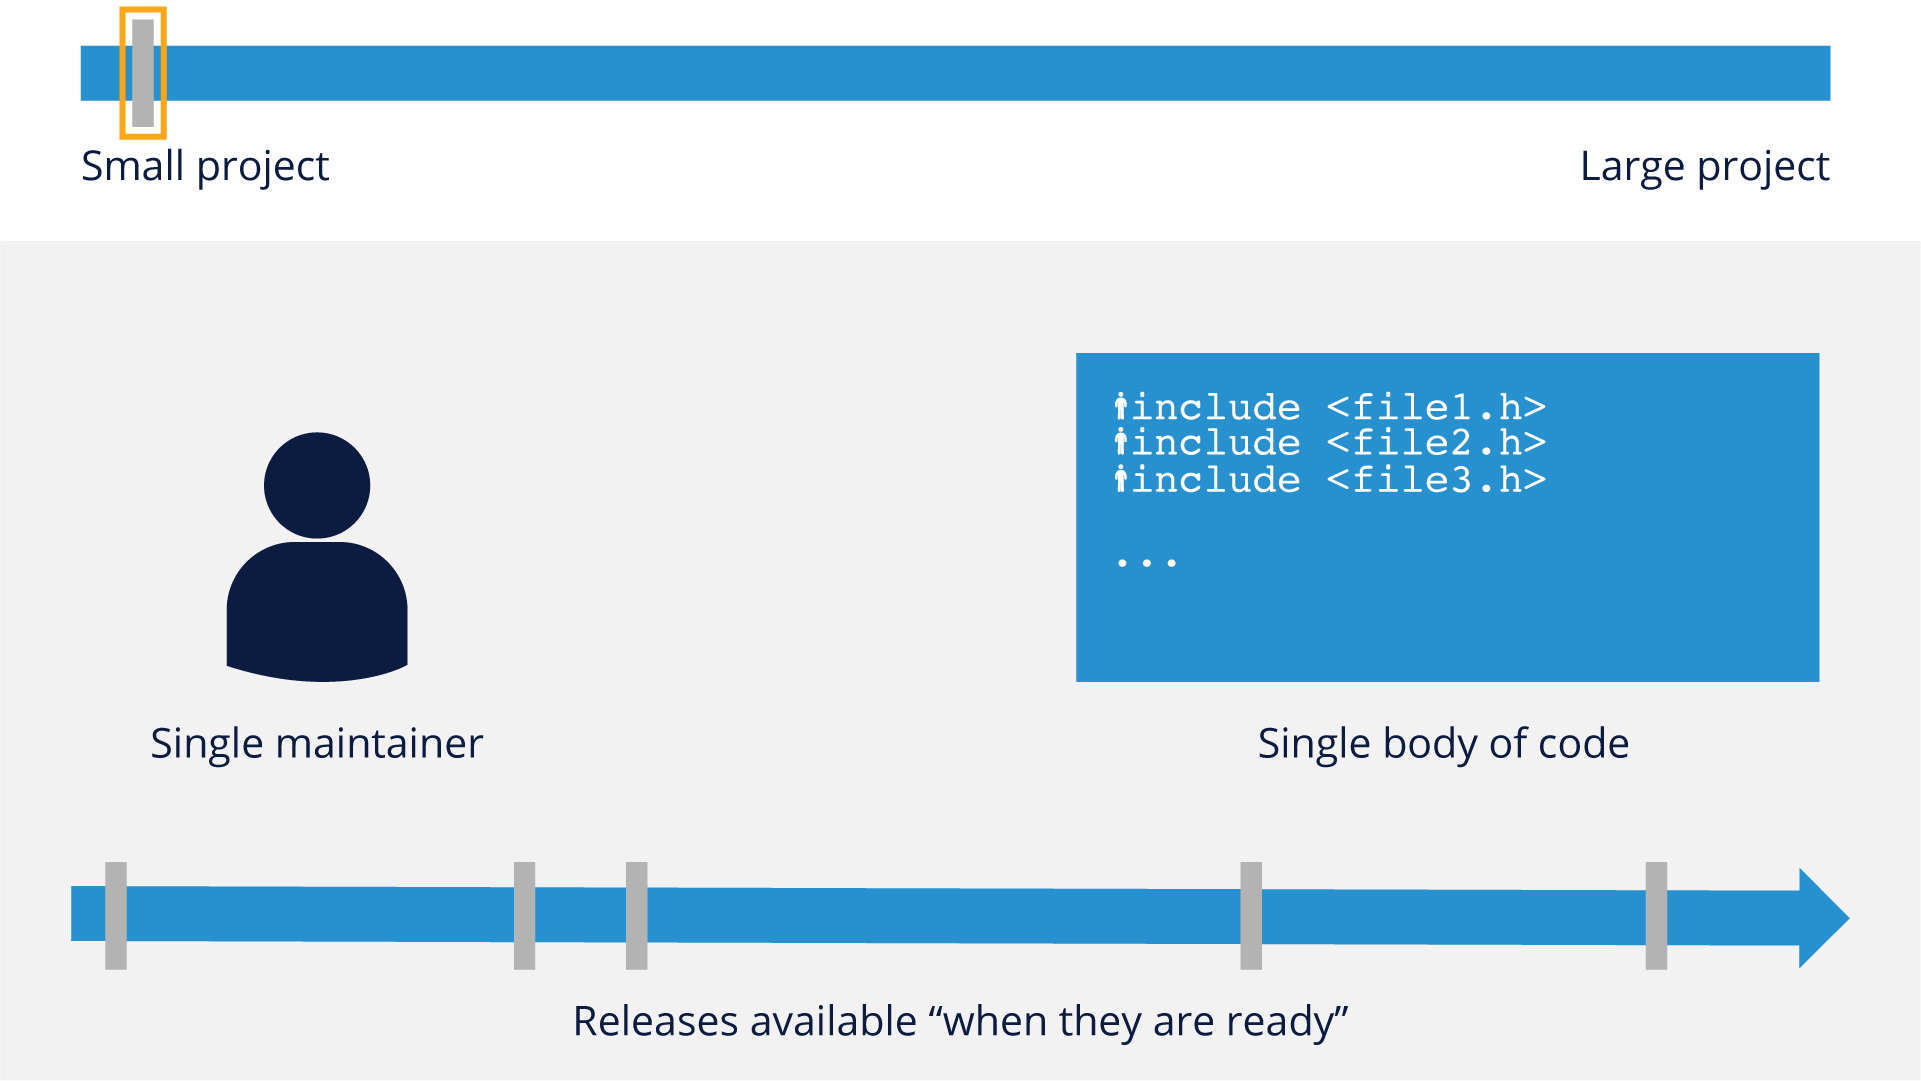 Small project
Large project
include <file1.h>
include <file2.h>
include <file3.h>
...
Single maintainer
Single body of code
Releases available “when they are ready”